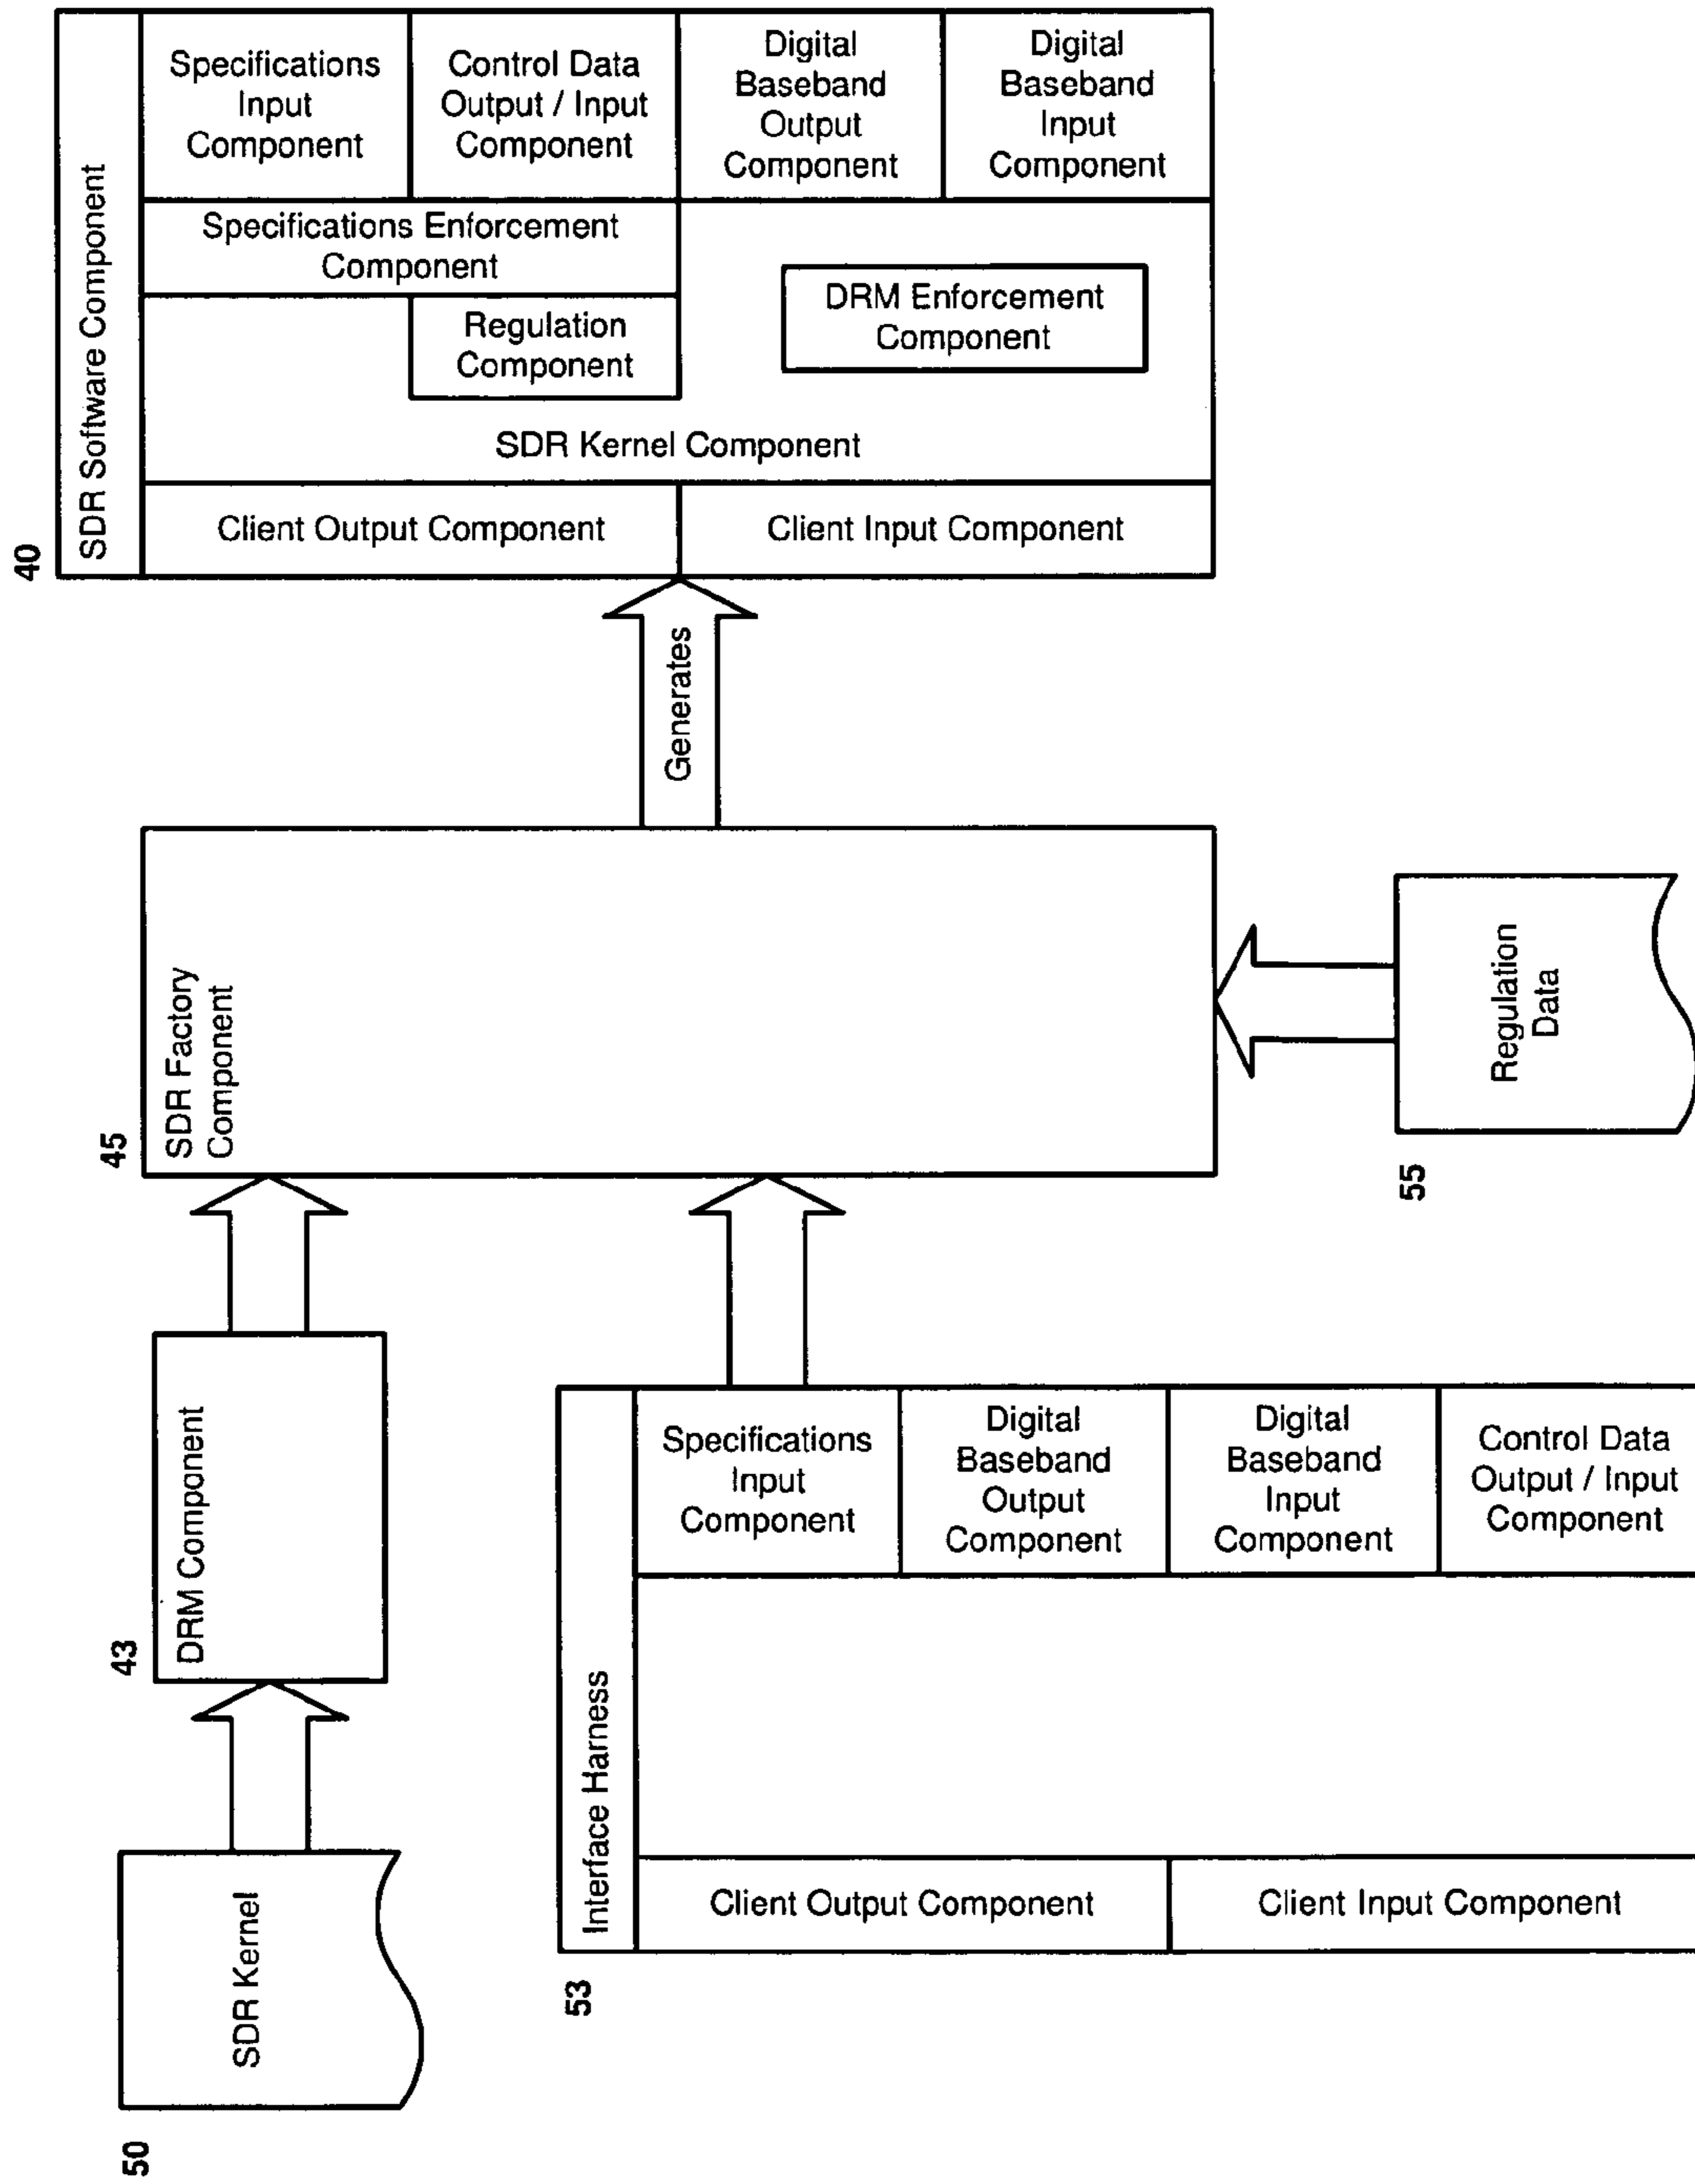 40
SDR Software Component
Specifications
Input
Component
Control Data
Output / Input
Component
Digital
Baseband
Output
Component
Digital
Baseband
Input
Component
Specifications Enforcement
Component
Regulation
Component
DRM Enforcement
Component
SDR Kernel Component
Client Output Component
Client Input Component
Generates
45
SDR Factory
Component
55
Regulation
Data
43
DRM Component
50
SDR Kernel
53
Interface Harness
Specifications
Input
Component
Digital
Baseband
Output
Component
Digital
Baseband
Input
Component
Control Data
Output / Input
Component
Client Output Component
Client Input Component